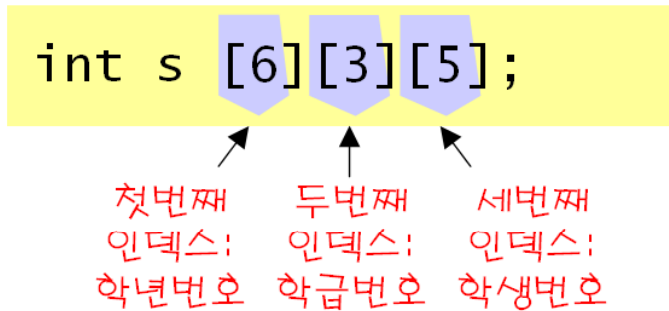 int s [6][3][5];
첫번째 두번째 세번째
인덱스: 인덱스: 인덱스:
학년번호 학급번호 학생번호